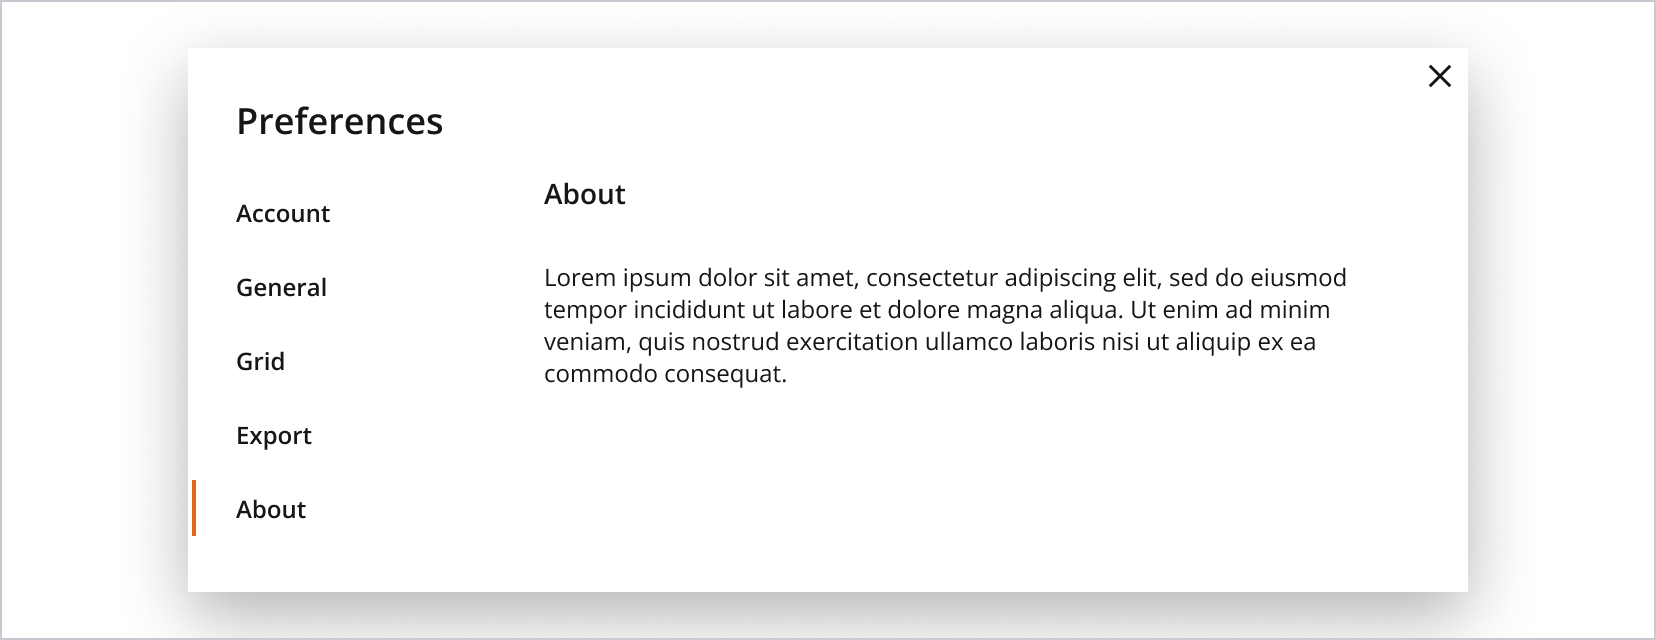 Preferences
Account
General
Grid
Export
About
About
Lorem ipsum dolor sit amet, consectetur adipiscing elit, sed do eiusmod
tempor incididunt ut labore et dolore magna aliqua. Ut enim ad minim
veniam, quis nostrud exercitation ullamco laboris nisi ut aliquip ex ea
commodo consequat.